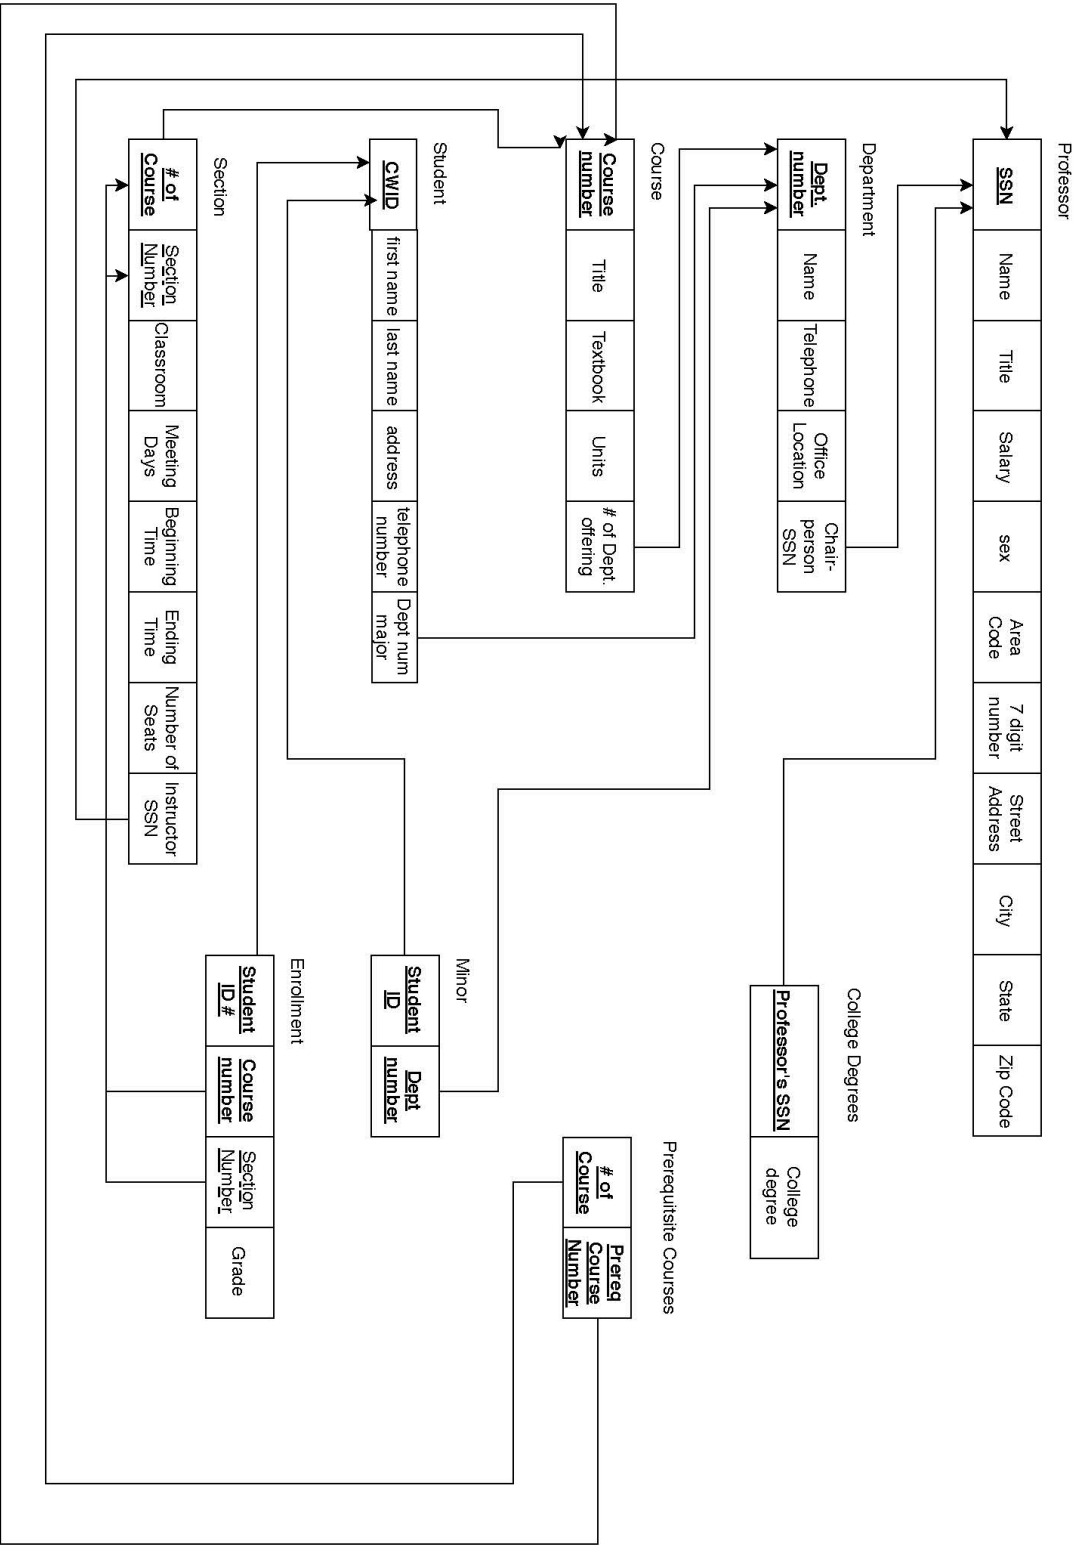 Professor
SSN
Name
Title
Salary
sex
Area
Code
7 digit
number
Street
Address
City
State
Zip Code
Department
Dept.
number
Name
Telephone
Office
Location
Chair-
person
SSN
College Degrees
Professor's SSN
College
degree
Course
Course
number
Title
Textbook
Units
# of Dept.
offering
Prerequitsite Courses
# of
Course
Prereq
Course
Number
Student
CWID
first name
last name
address
telephone
number
Dept num
major
Minor
Student
ID
Dept
number
Section
# of
Course
Section
Number
Classroom
Meeting
Days
Beginning
Time
Ending
Time
Number of
Seats
Instructor
SSN
Enrollment
Student
ID #
Course
number
Section
Number
Grade